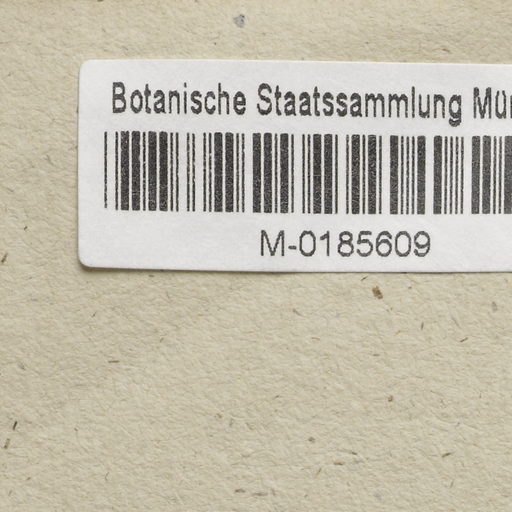 Botanische Staatssammlung Mün
M-0185609